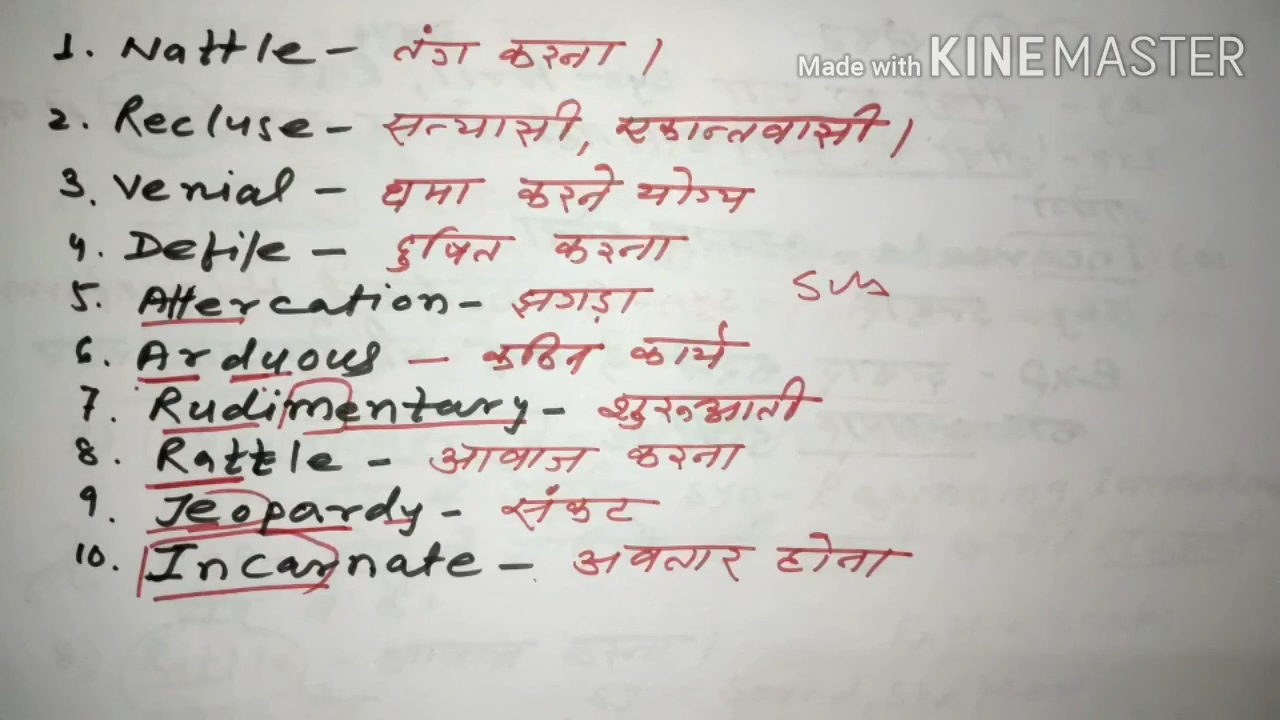 Made with KINEMASTER
1. Nattle - तंग करना ।
2. Recluse - सन्यासी, एकान्तवासी ।
3. Venial - छमा करने योग्य
4. Defile - दुषित करना
5. Altercation - झगड़ा
6. Arduous - कठिन कार्य
7. Rudimentary - शुरुआती
8. Rattle - आवाज करना
9. Jeopardy - संकट
10. Incarnate - अवतार होना